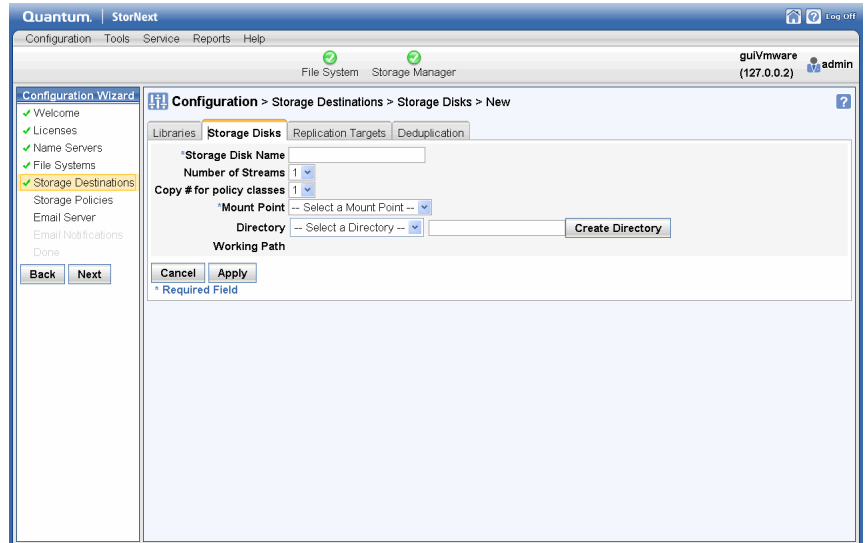 Quantum. StorNext Log Off
Configuration Tools Service Reports Help
File System Storage Manager
guiVmware
(127.0.0.2)
admin
Configuration Wizard
Welcome
Licenses
Name Servers
File Systems
Storage Destinations
Storage Policies
Email Server
Email Notifications
Done
Back Next
Configuration > Storage Destinations > Storage Disks > New ?
Libraries Storage Disks Replication Targets Deduplication
*Storage Disk Name
Number of Streams 1
Copy # for policy classes 1
*Mount Point -- Select a Mount Point --
Directory -- Select a Directory -- Create Directory
Working Path
Cancel Apply
* Required Field